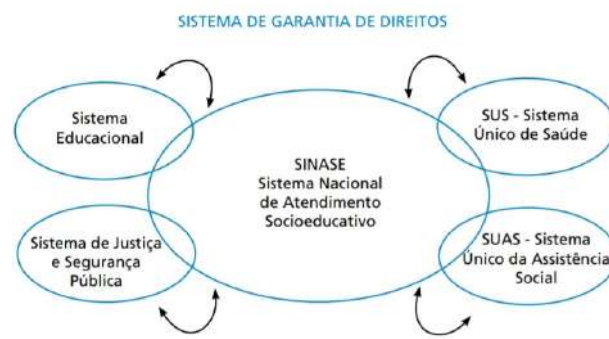 SISTEMA DE GARANTIA DE DIREITOS
Sistema
Educacional
SUS - Sistema
Único de Saúde
SINASE
Sistema Nacional
de Atendimento
Socioeducativo
Sistema de Justiça
e Segurança
Pública
SUAS - Sistema
Único da Assistência
Social